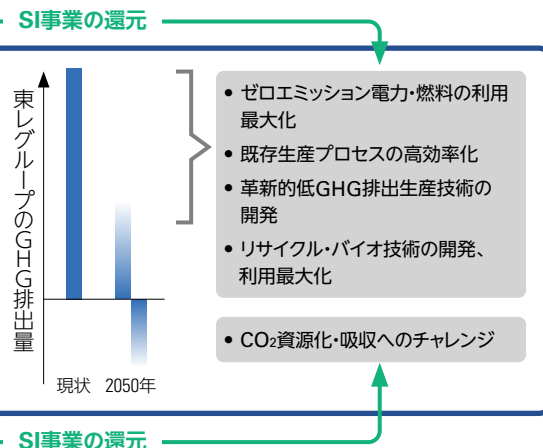 SI事業の還元
東レグループのGHG排出量
現状 2050年
• ゼロエミッション電力・燃料の利用
最大化
• 既存生産プロセスの高効率化
• 革新的低GHG排出生産技術の
開発
• リサイクル・バイオ技術の開発、
利用最大化
• CO₂資源化・吸収へのチャレンジ
SI事業の還元